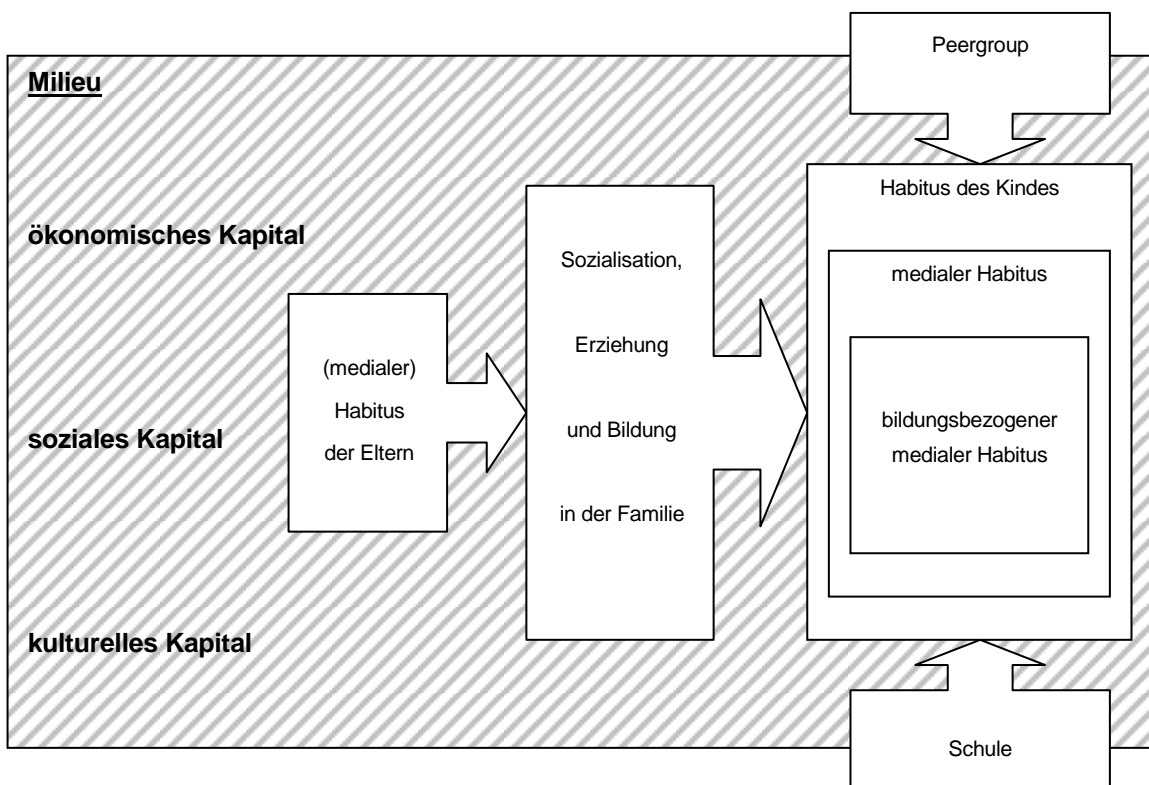 Peergroup
Milieu
Habitus des Kindes
ökonomisches Kapital
Sozialisation,
medialer Habitus
Erziehung
(medialer)
Habitus
der Eltern
soziales Kapital
und Bildung
bildungsbezogener
medialer Habitus
in der Familie
kulturelles Kapital
Schule